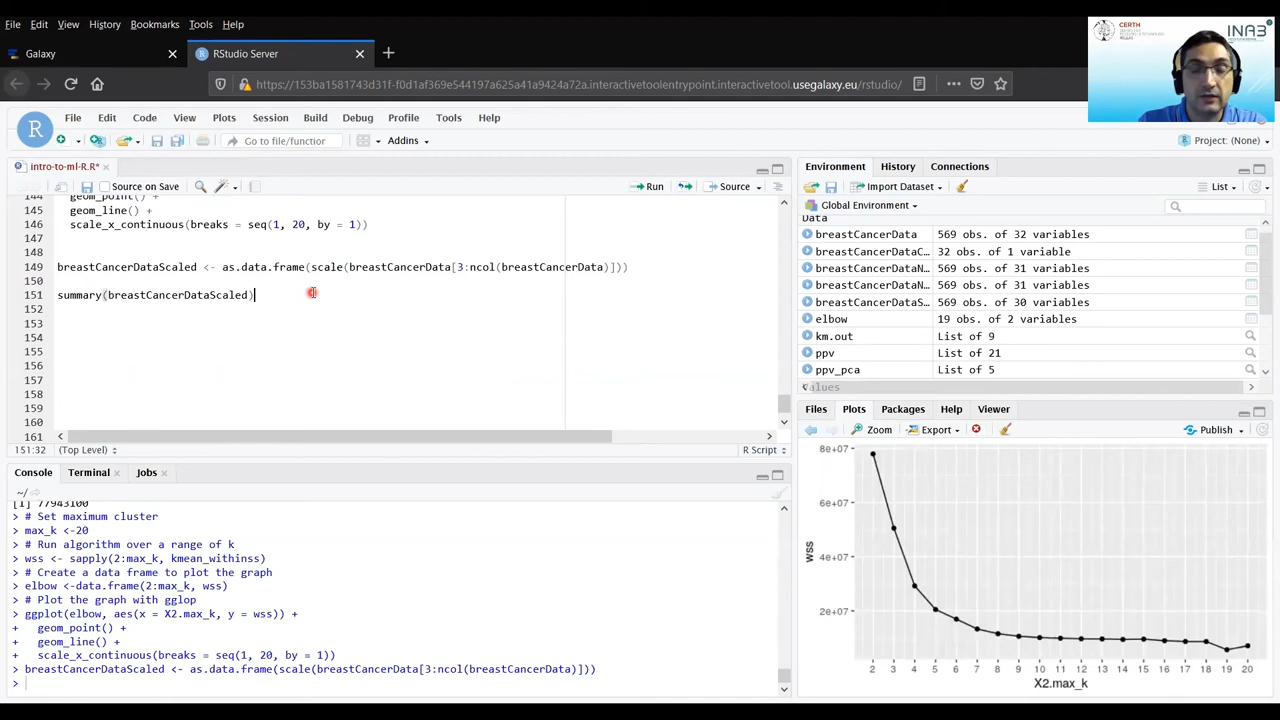 File Edit View History Bookmarks Tools Help
Galaxy
RStudio Server
https://153ba1581743d31f-f0d1af369e544197a625a41a9424a72a.interactivetoolentrypoint.interactivetool.usegalaxy.eu/rstudio/
CERTH
INAB
R
File Edit Code View Plots Session Build Debug Profile Tools Help
Go to file/function
Addins
Project: (None)
intro-to-ml-R.R*
Source on Save
Run
Source
144 geom_point() +
145 geom_line() +
146 scale_x_continuous(breaks = seq(1, 20, by = 1))
147
148
149 breastCancerDataScaled <- as.data.frame(scale(breastCancerData[3:ncol(breastCancerData)]))
150
151 summary(breastCancerDataScaled)
152
153
154
155
156
157
158
159
160
161
151:32 (Top Level) R Script
Console Terminal Jobs
~/
[1] 77943100
> # Set maximum cluster
> max_k <-20
> # Run algorithm over a range of k
> wss <- sapply(2:max_k, kmean_withinss)
> # Create a data frame to plot the graph
> elbow <-data.frame(2:max_k, wss)
> # Plot the graph with gglop
> ggplot(elbow, aes(x = X2.max_k, y = wss)) +
+ geom_point() +
+ geom_line() +
+ scale_x_continuous(breaks = seq(1, 20, by = 1))
> breastCancerDataScaled <- as.data.frame(scale(breastCancerData[3:ncol(breastCancerData)]))
>
Environment History Connections
Import Dataset
List
Global Environment
Data
breastCancerData 569 obs. of 32 variables
breastCancerDataC… 32 obs. of 1 variable
breastCancerDataN… 569 obs. of 31 variables
breastCancerDataN… 569 obs. of 31 variables
breastCancerDataS… 569 obs. of 30 variables
elbow 19 obs. of 2 variables
km.out List of 9
ppv List of 21
ppv_pca List of 5
Values
Files Plots Packages Help Viewer
Zoom Export Publish
8e+07
6e+07
4e+07
2e+07
wss
2 3 4 5 6 7 8 9 10 11 12 13 14 15 16 17 18 19 20
X2.max_k